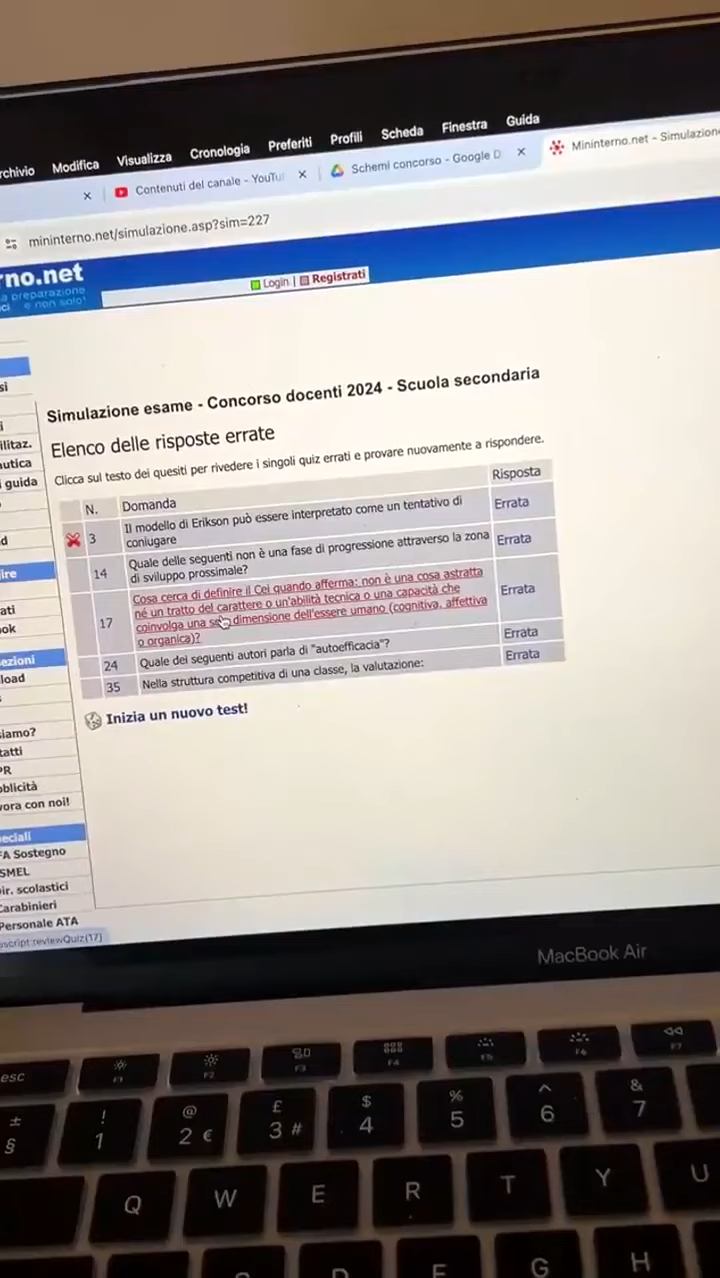 rchivio Modifica Visualizza Cronologia Preferiti Profili Scheda Finestra Guida
Contenuti del canale - YouTu
Schemi concorso - Google D
Mininterno.net - Simulazion
mininterno.net/simulazione.asp?sim=227
rno.net
a preparazione
ci e non solo!
Login | Registrati
si
i
ilitaz.
autica
i guida
d
ire
ati
ok
ezioni
load
s
siamo?
tatti
PR
bblicità
vora con noi!
eciali
FA Sostegno
SMEL
ir. scolastici
Carabinieri
Personale ATA
ascript:reviewQuiz(17)
Simulazione esame - Concorso docenti 2024 - Scuola secondaria
Elenco delle risposte errate
Clicca sul testo dei quesiti per rivedere i singoli quiz errati e provare nuovamente a rispondere.
N. Domanda Risposta
3 Il modello di Erikson può essere interpretato come un tentativo di
coniugare Errata
14 Quale delle seguenti non è una fase di progressione attraverso la zona
di sviluppo prossimale? Errata
17 Cosa cerca di definire il Cei quando afferma: non è una cosa astratta
né un tratto del carattere o un'abilità tecnica o una capacità che
coinvolga una dimensione dell'essere umano (cognitiva, affettiva
o organica)? Errata
24 Quale dei seguenti autori parla di "autoefficacia"? Errata
35 Nella struttura competitiva di una classe, la valutazione: Errata
Inizia un nuovo test!
MacBook Air
esc F1 F2 F3 F4 F5 F6 F7
± § ! 1 @ 2 € £ 3 # $ 4 % 5 ^ 6 & 7
Q W E R T Y U
G H